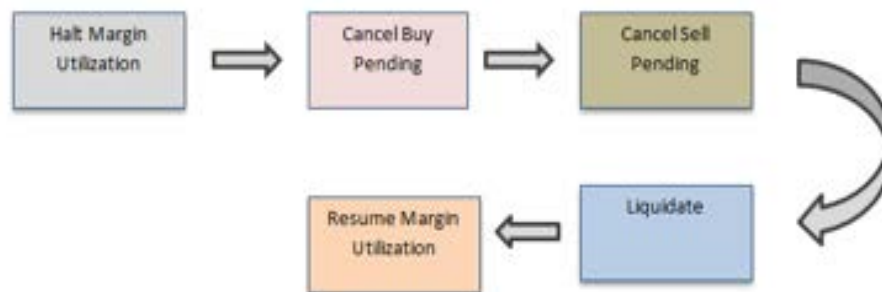 Halt Margin
Utilization
Cancel Buy
Pending
Cancel Sell
Pending
Liquidate
Resume Margin
Utilization